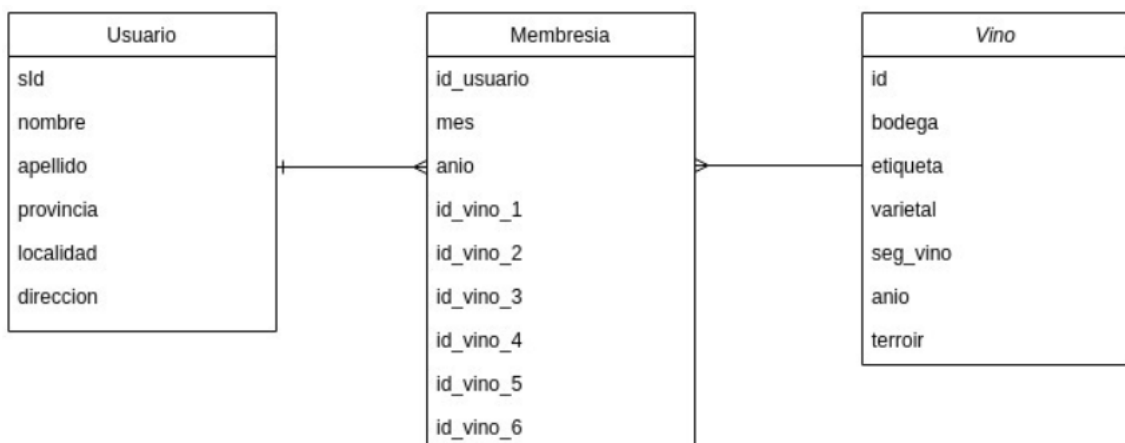 Usuario
sId
nombre
apellido
provincia
localidad
direccion
Membresia
id_usuario
mes
anio
id_vino_1
id_vino_2
id_vino_3
id_vino_4
id_vino_5
id_vino_6
Vino
id
bodega
etiqueta
varietal
seg_vino
anio
terroir